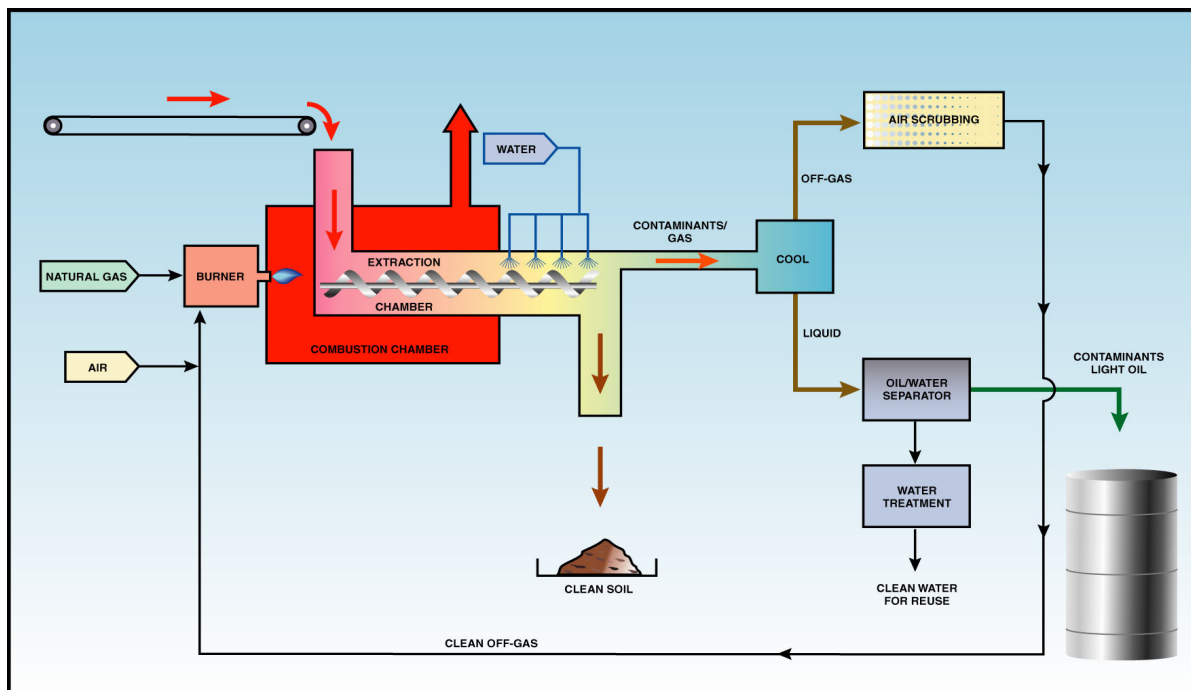 AIR SCRUBBING
WATER
OFF-GAS
CONTAMINANTS/
GAS
EXTRACTION
COOL
NATURAL GAS
BURNER
CHAMBER
LIQUID
COMBUSTION CHAMBER
AIR
CONTAMINANTS
LIGHT OIL
OIL/WATER
SEPARATOR
WATER
TREATMENT
CLEAN SOIL
CLEAN WATER
FOR REUSE
CLEAN OFF-GAS